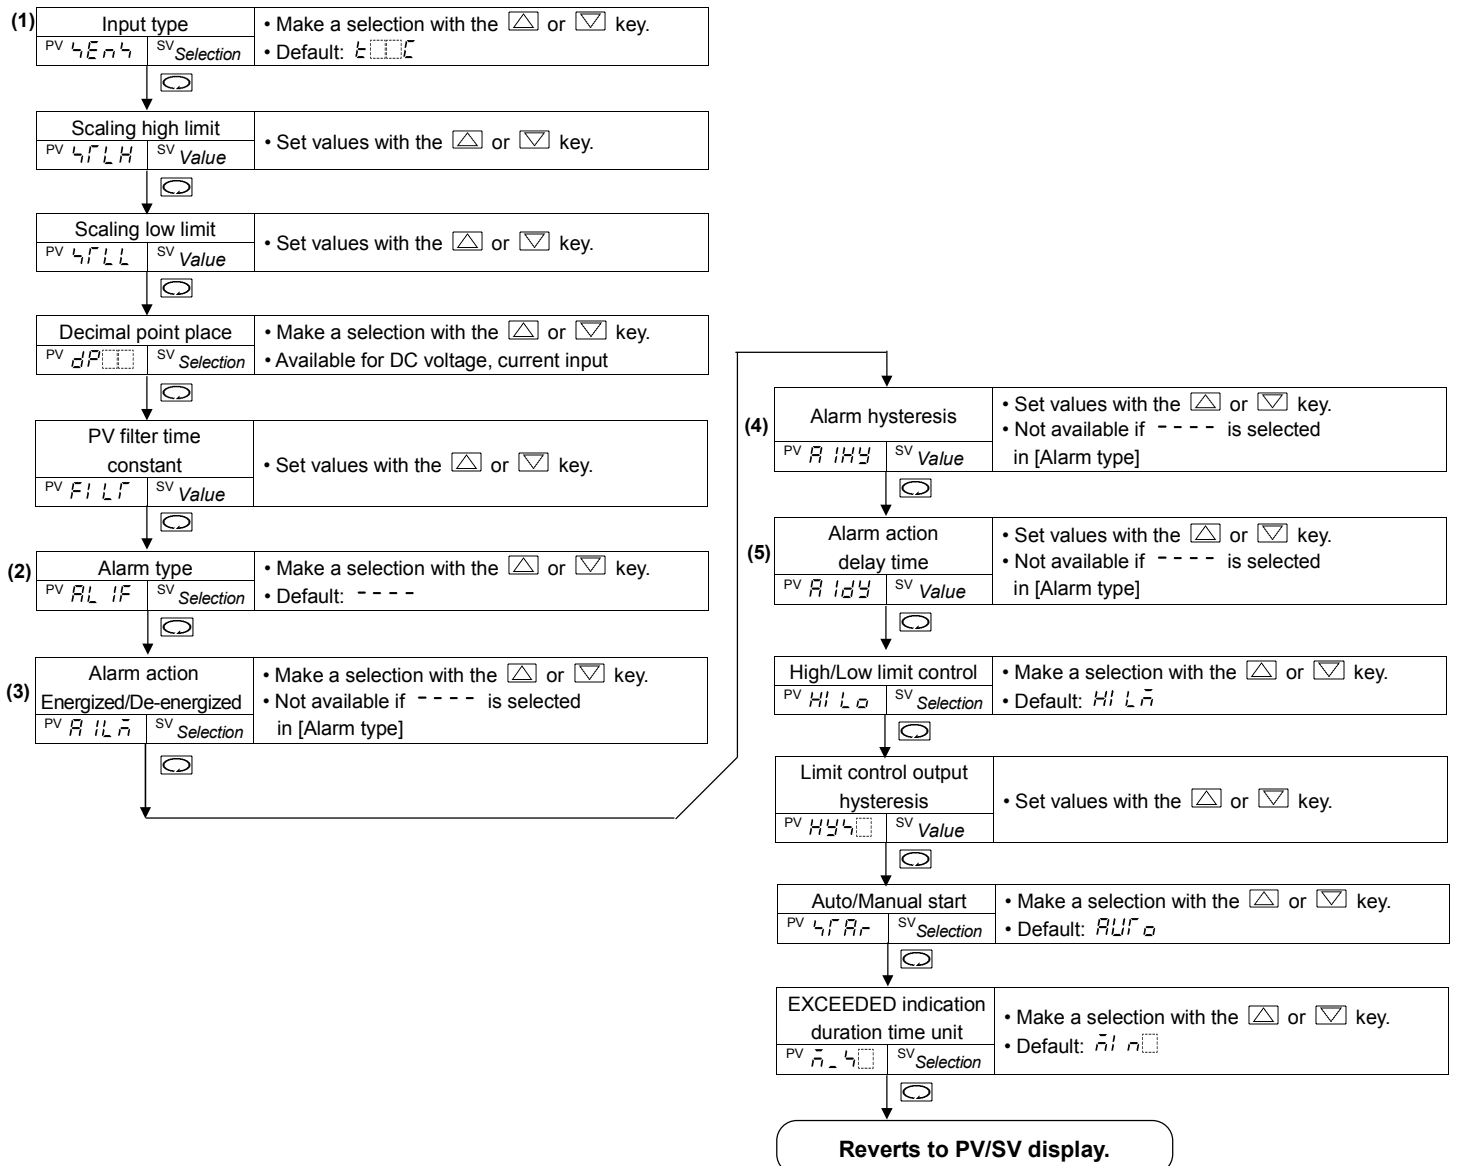 (1)
Input type
• Make a selection with the or key.
PV SEnS SV Selection
• Default: E C
Scaling high limit
PV STLH SV Value
• Set values with the or key.
Scaling low limit
PV STLL SV Value
• Set values with the or key.
Decimal point place
• Make a selection with the or key.
PV dP SV Selection
• Available for DC voltage, current input
PV filter time
constant
PV FILT SV Value
• Set values with the or key.
(2)
Alarm type
• Make a selection with the or key.
PV AL1F SV Selection
• Default: ----
(3)
Alarm action
Energized/De-energized
PV A1LM SV Selection
• Make a selection with the or key.
• Not available if ---- is selected
in [Alarm type]
(4)
Alarm hysteresis
PV A1HY SV Value
• Set values with the or key.
• Not available if ---- is selected
in [Alarm type]
(5)
Alarm action
delay time
PV A1dY SV Value
• Set values with the or key.
• Not available if ---- is selected
in [Alarm type]
High/Low limit control
• Make a selection with the or key.
PV HI Lo SV Selection
• Default: HI LM
Limit control output
hysteresis
PV HYS SV Value
• Set values with the or key.
Auto/Manual start
• Make a selection with the or key.
PV STAr SV Selection
• Default: AUTo
EXCEEDED indication
duration time unit
PV M_S SV Selection
• Make a selection with the or key.
• Default: MIn
Reverts to PV/SV display.